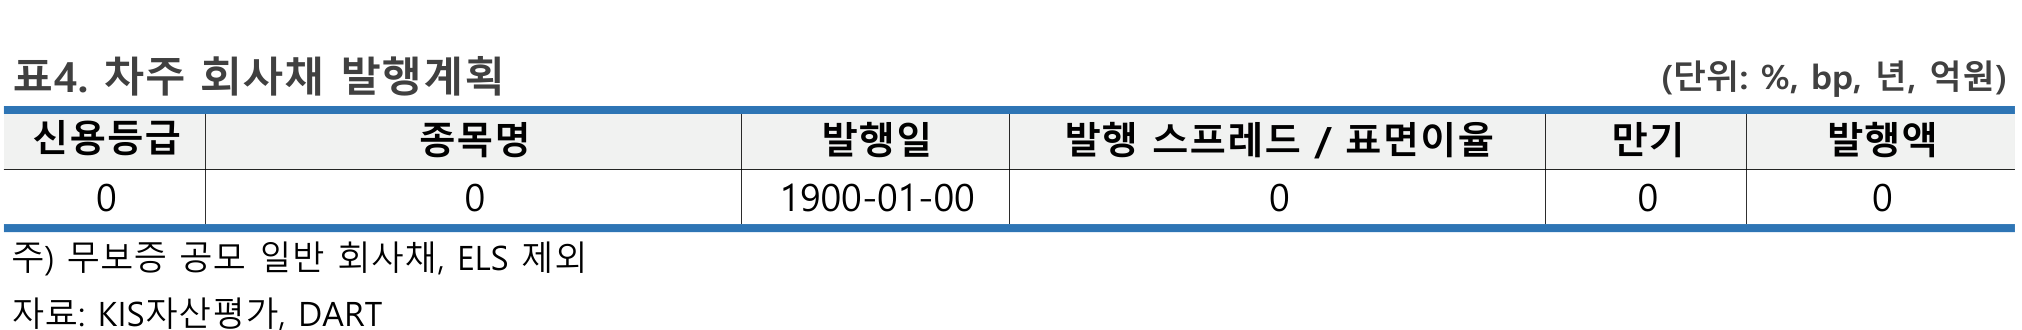 표4. 차주 회사채 발행계획 (단위: %, bp, 년, 억원)
신용등급 종목명 발행일 발행 스프레드 / 표면이율 만기 발행액
0 0 1900-01-00 0 0 0
주) 무보증 공모 일반 회사채, ELS 제외
자료: KIS자산평가, DART